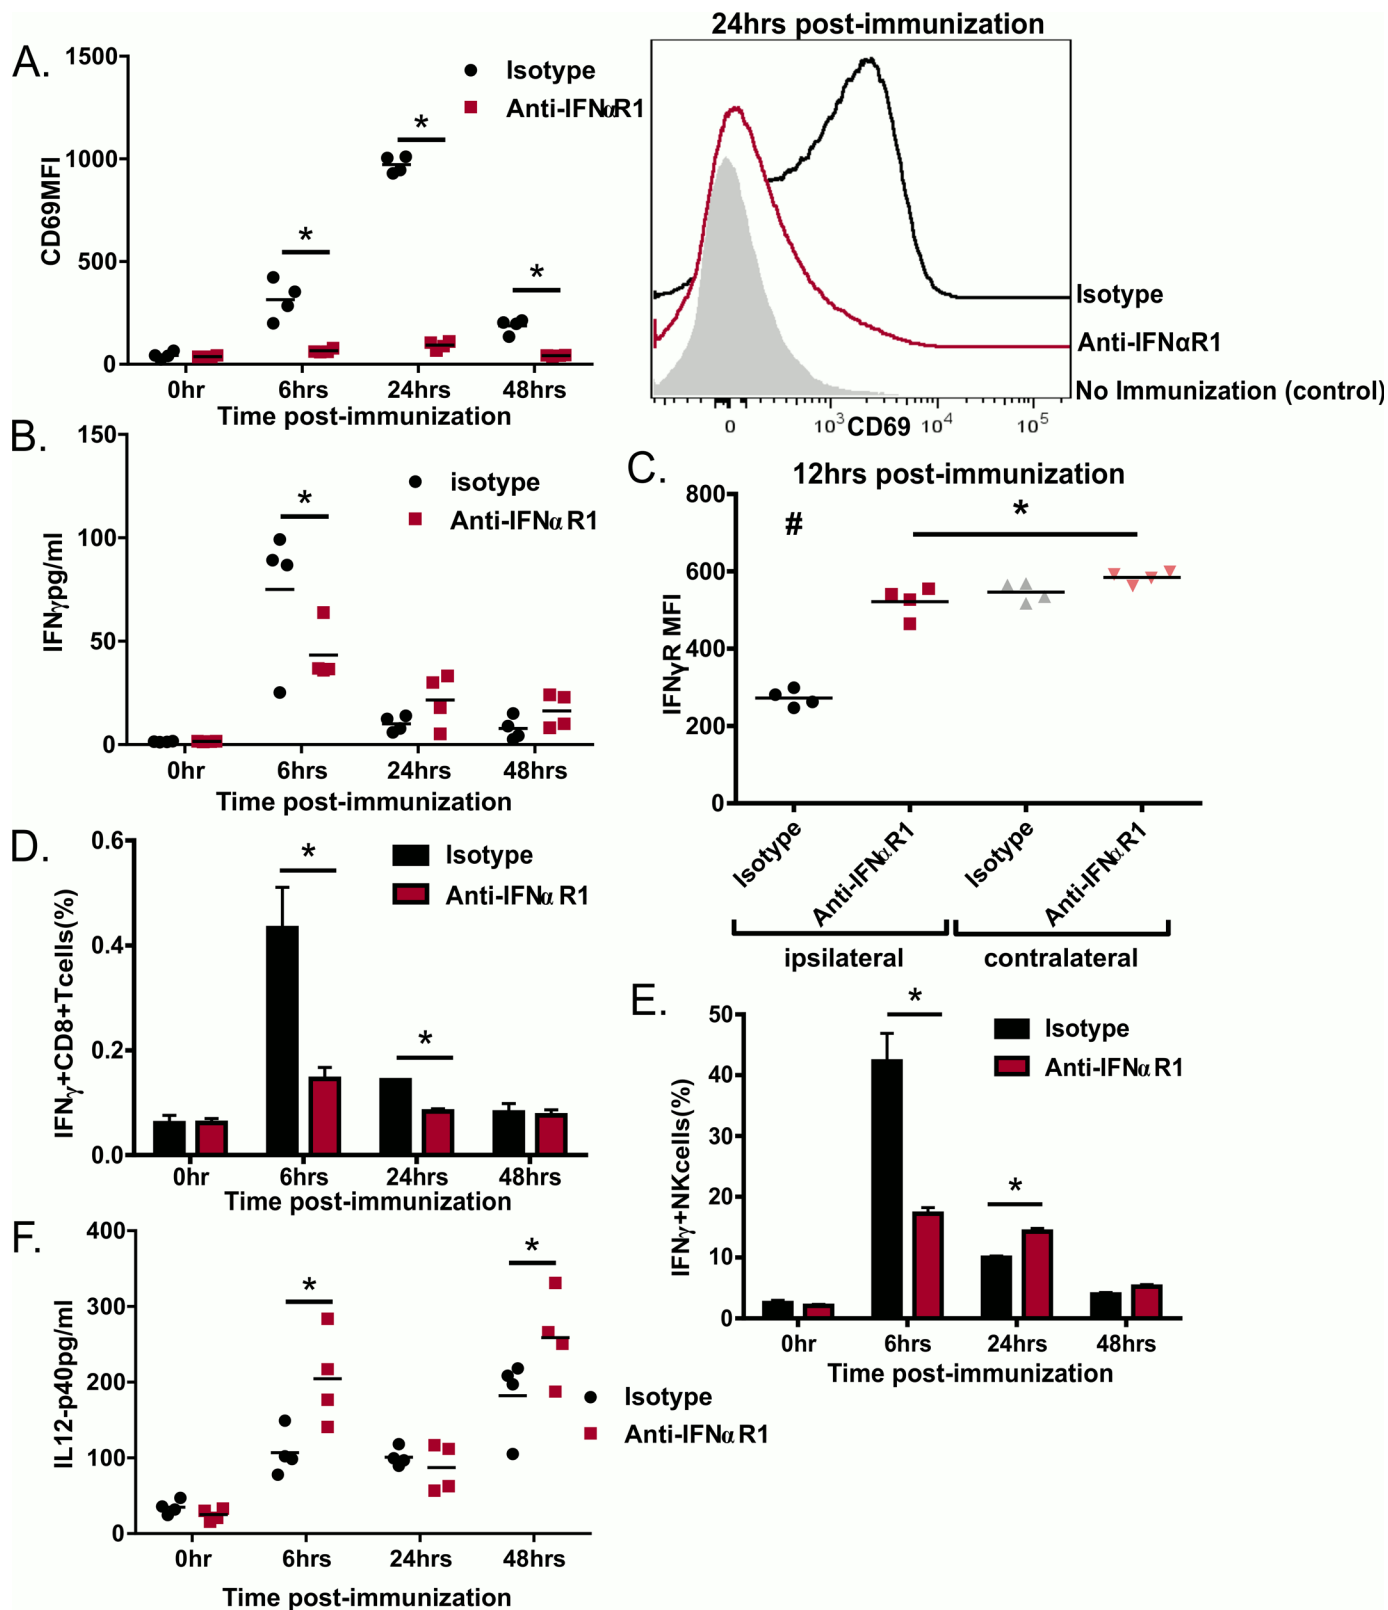 A.
1500
1000
500
0
CD69MFI
Isotype
Anti-IFNαR1
*
*
*
0hr 6hrs 24hrs 48hrs
Time post-immunization
24hrs post-immunization
Isotype
Anti-IFNαR1
No Immunization (control)
0 10³ 10⁴ 10⁵
CD69
B.
150
100
50
0
IFNγpg/ml
isotype
Anti-IFNα R1
*
0hr 6hrs 24hrs 48hrs
Time post-immunization
C.
12hrs post-immunization
800
600
400
200
0
IFNγR MFI
#
*
Isotype
Anti-IFNα R1
Isotype
Anti-IFNα R1
ipsilateral contralateral
D.
0.6
0.4
0.2
0.0
IFNγ+CD8+Tcells(%)
Isotype
Anti-IFNα R1
*
*
0hr 6hrs 24hrs 48hrs
Time post-immunization
E.
50
40
30
20
10
0
IFNγ+NKcells(%)
Isotype
Anti-IFNα R1
*
*
0hr 6hrs 24hrs 48hrs
Time post-immunization
F.
400
300
200
100
0
IL12-p40pg/ml
Isotype
Anti-IFNα R1
*
*
0hr 6hrs 24hrs 48hrs
Time post-immunization